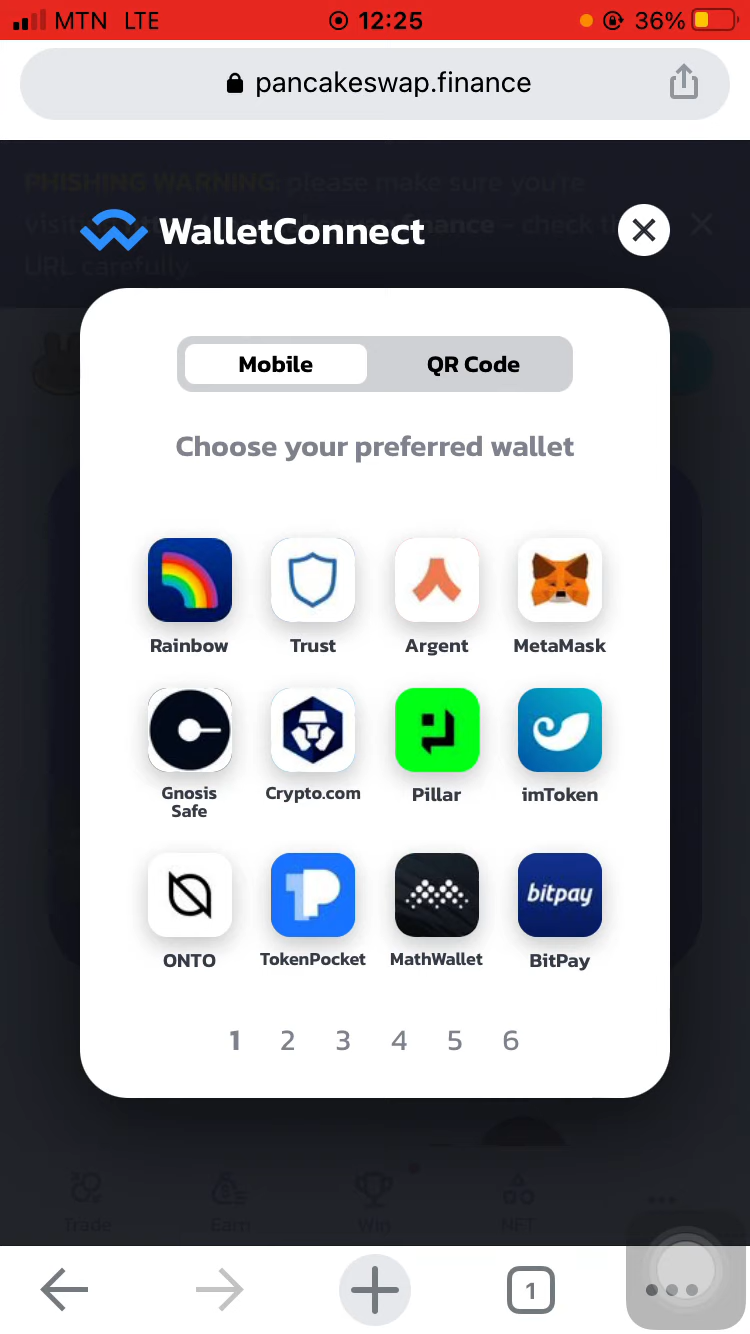 MTN LTE 12:25 36%
pancakeswap.finance
PHISHING WARNING: please make sure you're
WalletConnect
URL carefully
Mobile QR Code
Choose your preferred wallet
Rainbow Trust Argent MetaMask
Gnosis Safe Crypto.com Pillar imToken
bitpay
ONTO TokenPocket MathWallet BitPay
1 2 3 4 5 6
Trade Earn Win NFT
1